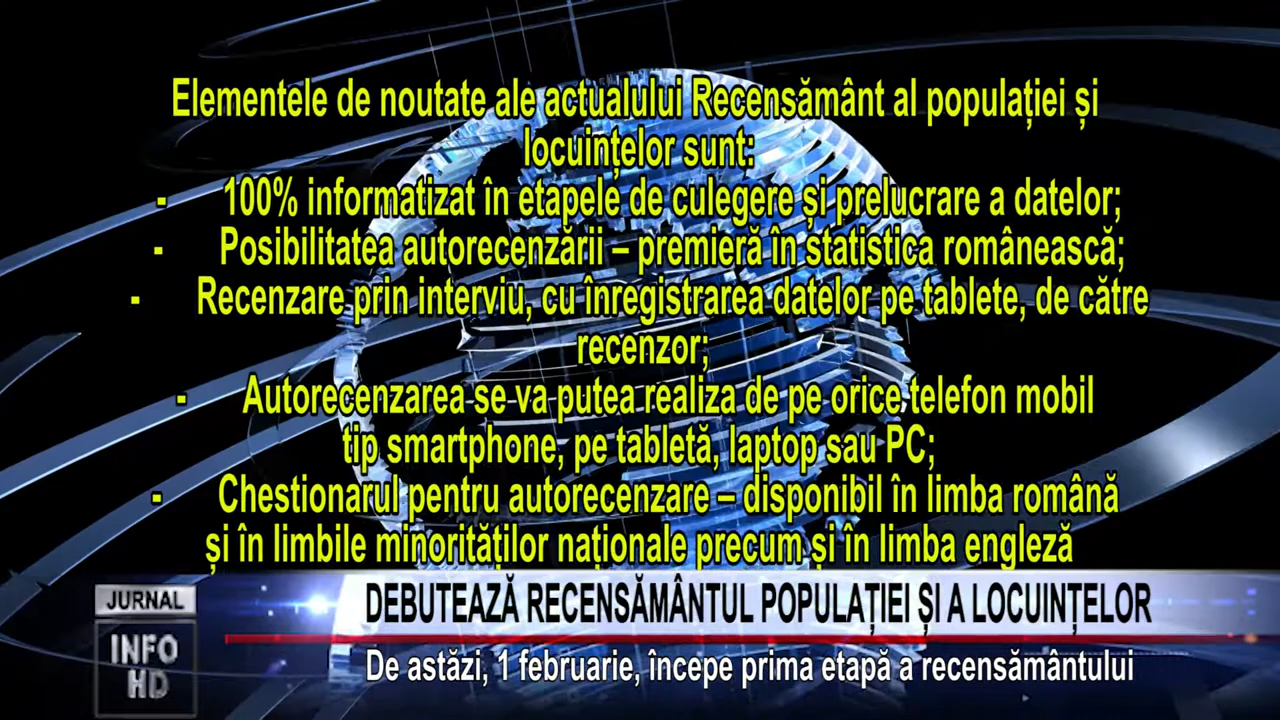 Elementele de noutate ale actualului Recensământ al populației și
locuințelor sunt:
- 100% informatizat în etapele de culegere și prelucrare a datelor;
- Posibilitatea autorecenzării – premieră în statistica românească;
- Recenzare prin interviu, cu înregistrarea datelor pe tablete, de către
recenzor;
- Autorecenzarea se va putea realiza de pe orice telefon mobil
tip smartphone, pe tabletă, laptop sau PC;
- Chestionarul pentru autorecenzare – disponibil în limba română
și în limbile minorităților naționale precum și în limba engleză
JURNAL
INFO
HD
DEBUTEAZĂ RECENSĂMÂNTUL POPULAȚIEI ȘI A LOCUINȚELOR
De astăzi, 1 februarie, începe prima etapă a recensământului